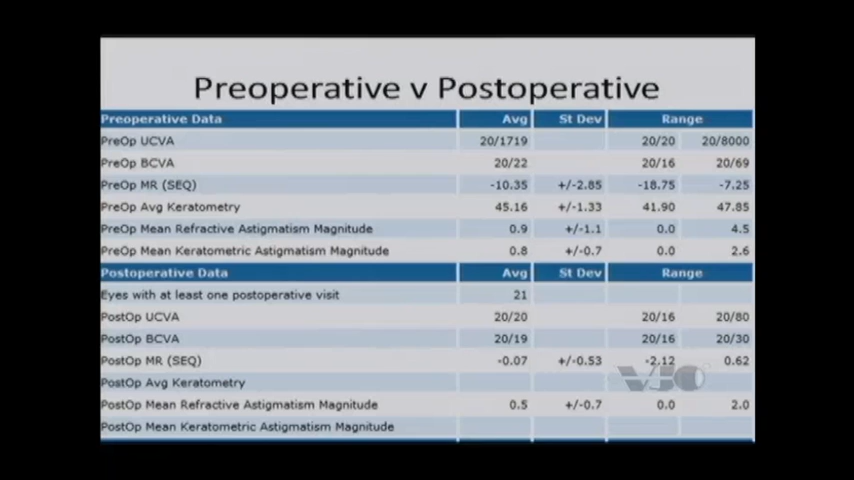 Preoperative v Postoperative
Preoperative Data Avg St Dev Range
PreOp UCVA 20/1719 20/20 20/8000
PreOp BCVA 20/22 20/16 20/69
PreOp MR (SEQ) -10.35 +/-2.85 -18.75 -7.25
PreOp Avg Keratometry 45.16 +/-1.33 41.90 47.85
PreOp Mean Refractive Astigmatism Magnitude 0.9 +/-1.1 0.0 4.5
PreOp Mean Keratometric Astigmatism Magnitude 0.8 +/-0.7 0.0 2.6
Postoperative Data Avg St Dev Range
Eyes with at least one postoperative visit 21
PostOp UCVA 20/20 20/16 20/80
PostOp BCVA 20/19 20/16 20/30
PostOp MR (SEQ) -0.07 +/-0.53 -2.12 0.62
VJO
PostOp Avg Keratometry
PostOp Mean Refractive Astigmatism Magnitude 0.5 +/-0.7 0.0 2.0
PostOp Mean Keratometric Astigmatism Magnitude